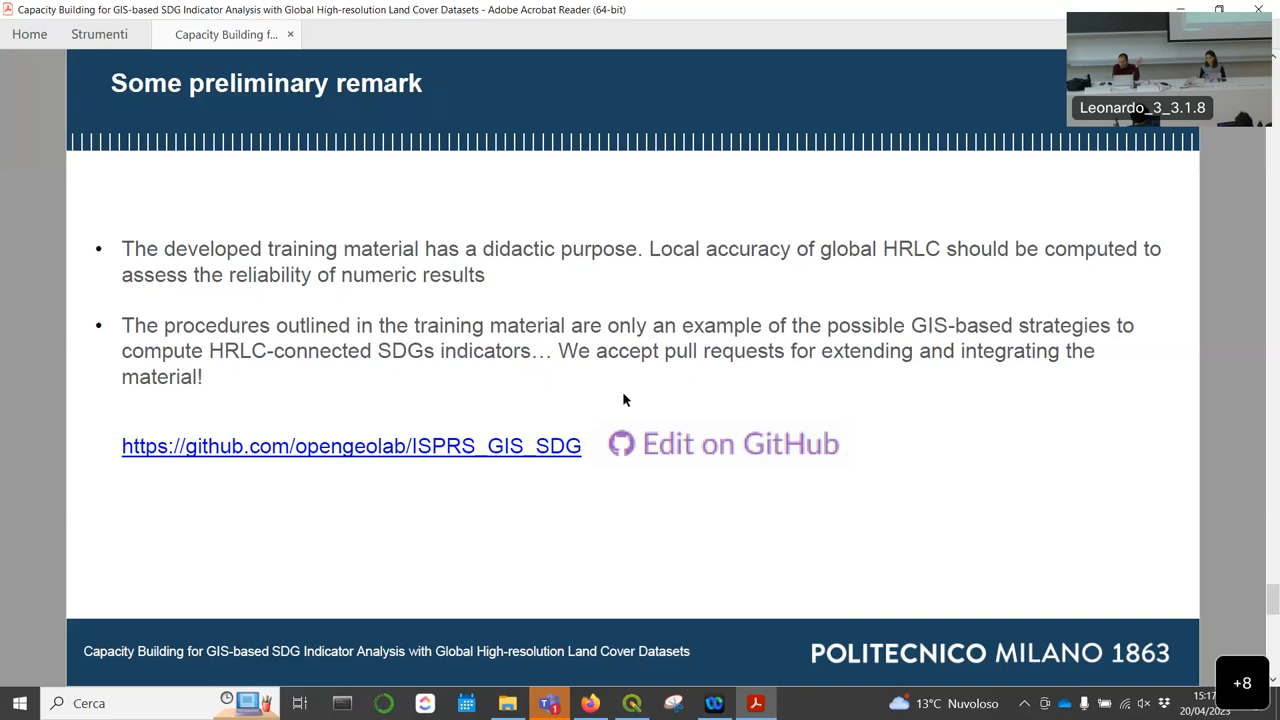 Capacity Building for GIS-based SDG Indicator Analysis with Global High-resolution Land Cover Datasets - Adobe Acrobat Reader (64-bit)
Home
Strumenti
Capacity Building f...
Some preliminary remark
Leonardo_3_3.1.8
• The developed training material has a didactic purpose. Local accuracy of global HRLC should be computed to
assess the reliability of numeric results
• The procedures outlined in the training material are only an example of the possible GIS-based strategies to
compute HRLC-connected SDGs indicators… We accept pull requests for extending and integrating the
material!
https://github.com/opengeolab/ISPRS_GIS_SDG
Edit on GitHub
Capacity Building for GIS-based SDG Indicator Analysis with Global High-resolution Land Cover Datasets
POLITECNICO MILANO 1863
+8
Cerca
1
13°C Nuvoloso
15:17
20/04/2023